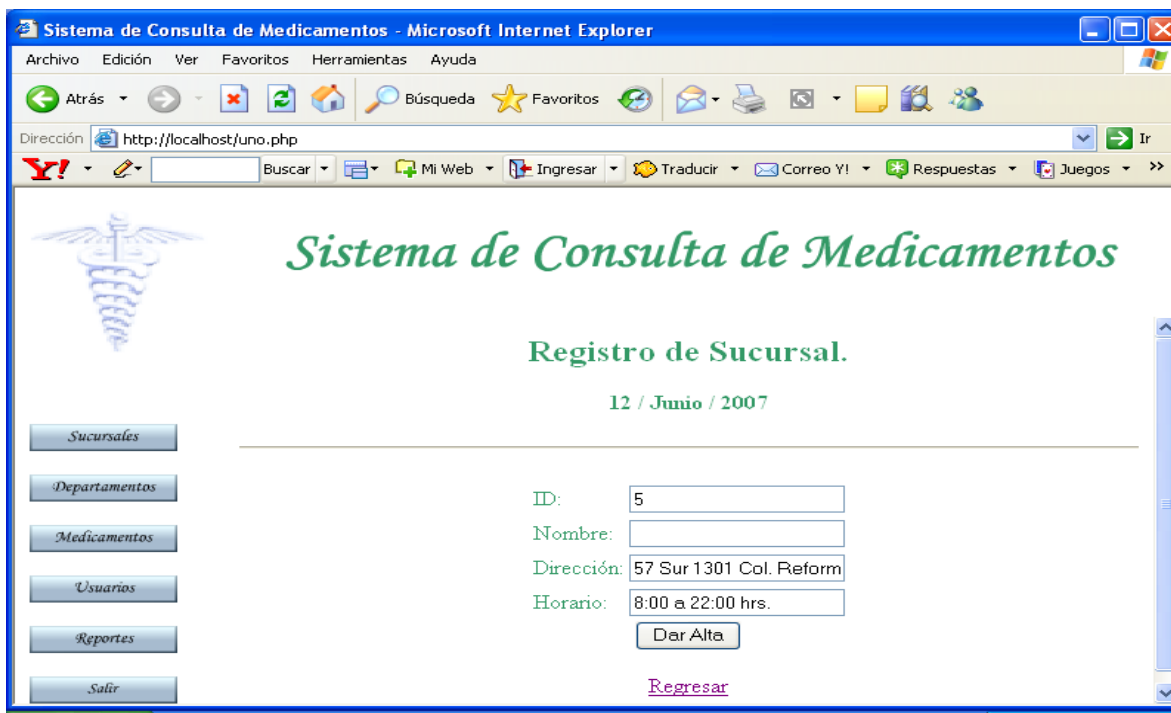 Sistema de Consulta de Medicamentos - Microsoft Internet Explorer
Archivo Edición Ver Favoritos Herramientas Ayuda
Atrás Búsqueda Favoritos
Dirección http://localhost/uno.php Ir
Y! Buscar Mi Web Ingresar Traducir Correo Y! Respuestas Juegos >>
Sistema de Consulta de Medicamentos
Registro de Sucursal.
12 / Junio / 2007
Sucursales
Departamentos
Medicamentos
Usuarios
Reportes
Salir
ID: 5
Nombre:
Dirección: 57 Sur 1301 Col. Reform
Horario: 8:00 a 22:00 hrs.
Dar Alta
Regresar